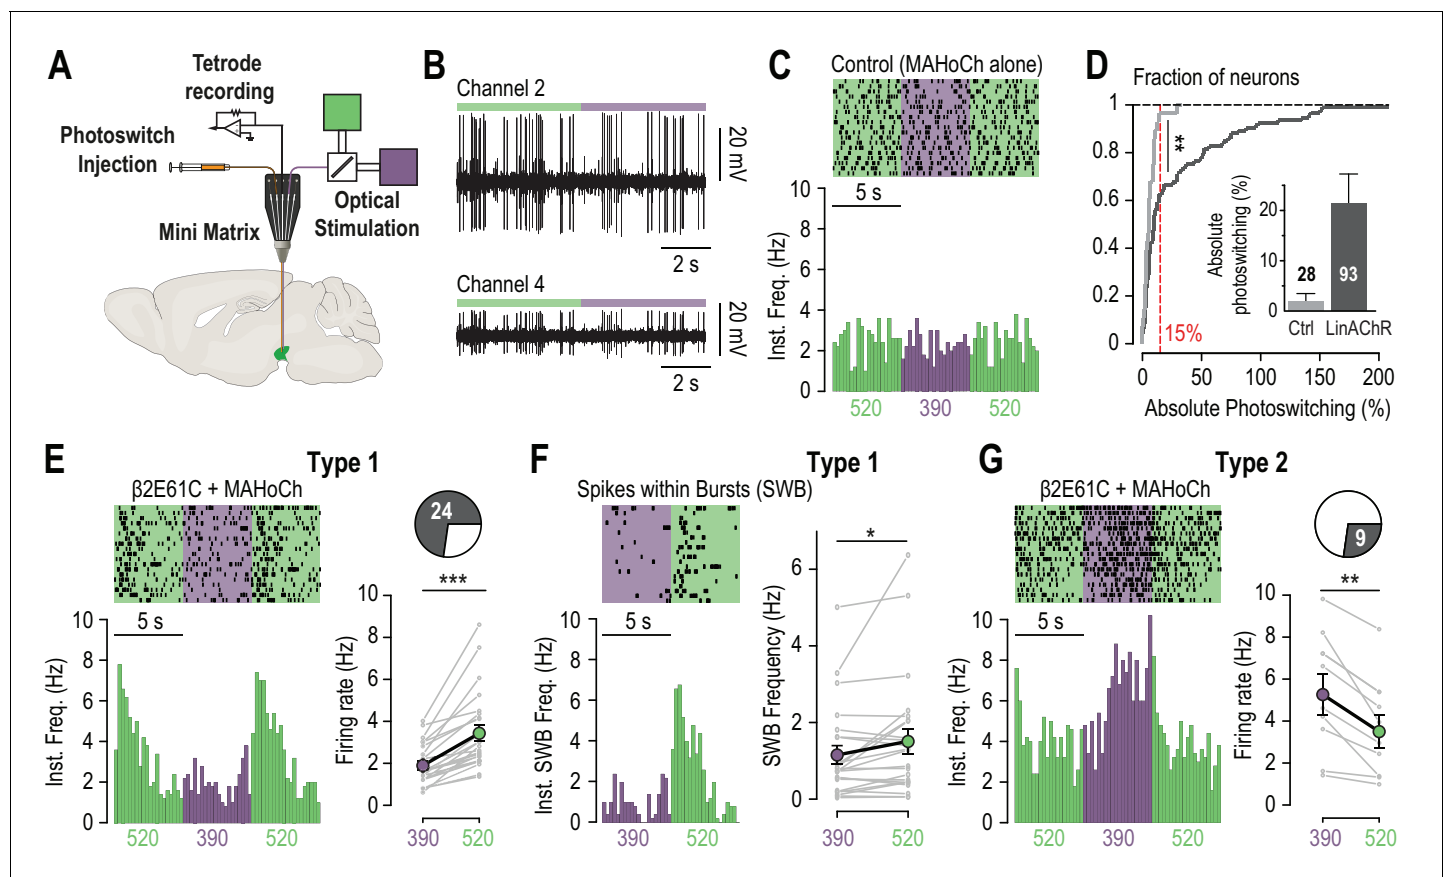 A
Tetrode
recording
Photoswitch
Injection
Optical
Stimulation
Mini Matrix
B
Channel 2
20 mV
2 s
Channel 4
20 mV
2 s
C
Control (MAHoCh alone)
5 s
Inst. Freq. (Hz)
10
8
6
4
2
0
520
390
520
D
Fraction of neurons
1
0.8
0.6
0.4
0.2
0
**
15%
Absolute
photoswitching (%)
20
10
0
28
93
Ctrl
LinAChR
0
50
100
150
200
Absolute Photoswitching (%)
E
Type 1
β2E61C + MAHoCh
24
5 s
Inst. Freq. (Hz)
10
8
6
4
2
0
520
390
520
***
Firing rate (Hz)
10
8
6
4
2
0
390
520
F
Type 1
Spikes within Bursts (SWB)
5 s
Inst. SWB Freq. (Hz)
10
8
6
4
2
0
390
520
*
SWB Frequency (Hz)
6
4
2
0
390
520
G
Type 2
β2E61C + MAHoCh
9
5 s
Inst. Freq. (Hz)
10
8
6
4
2
0
520
390
520
**
Firing rate (Hz)
10
8
6
4
2
0
390
520